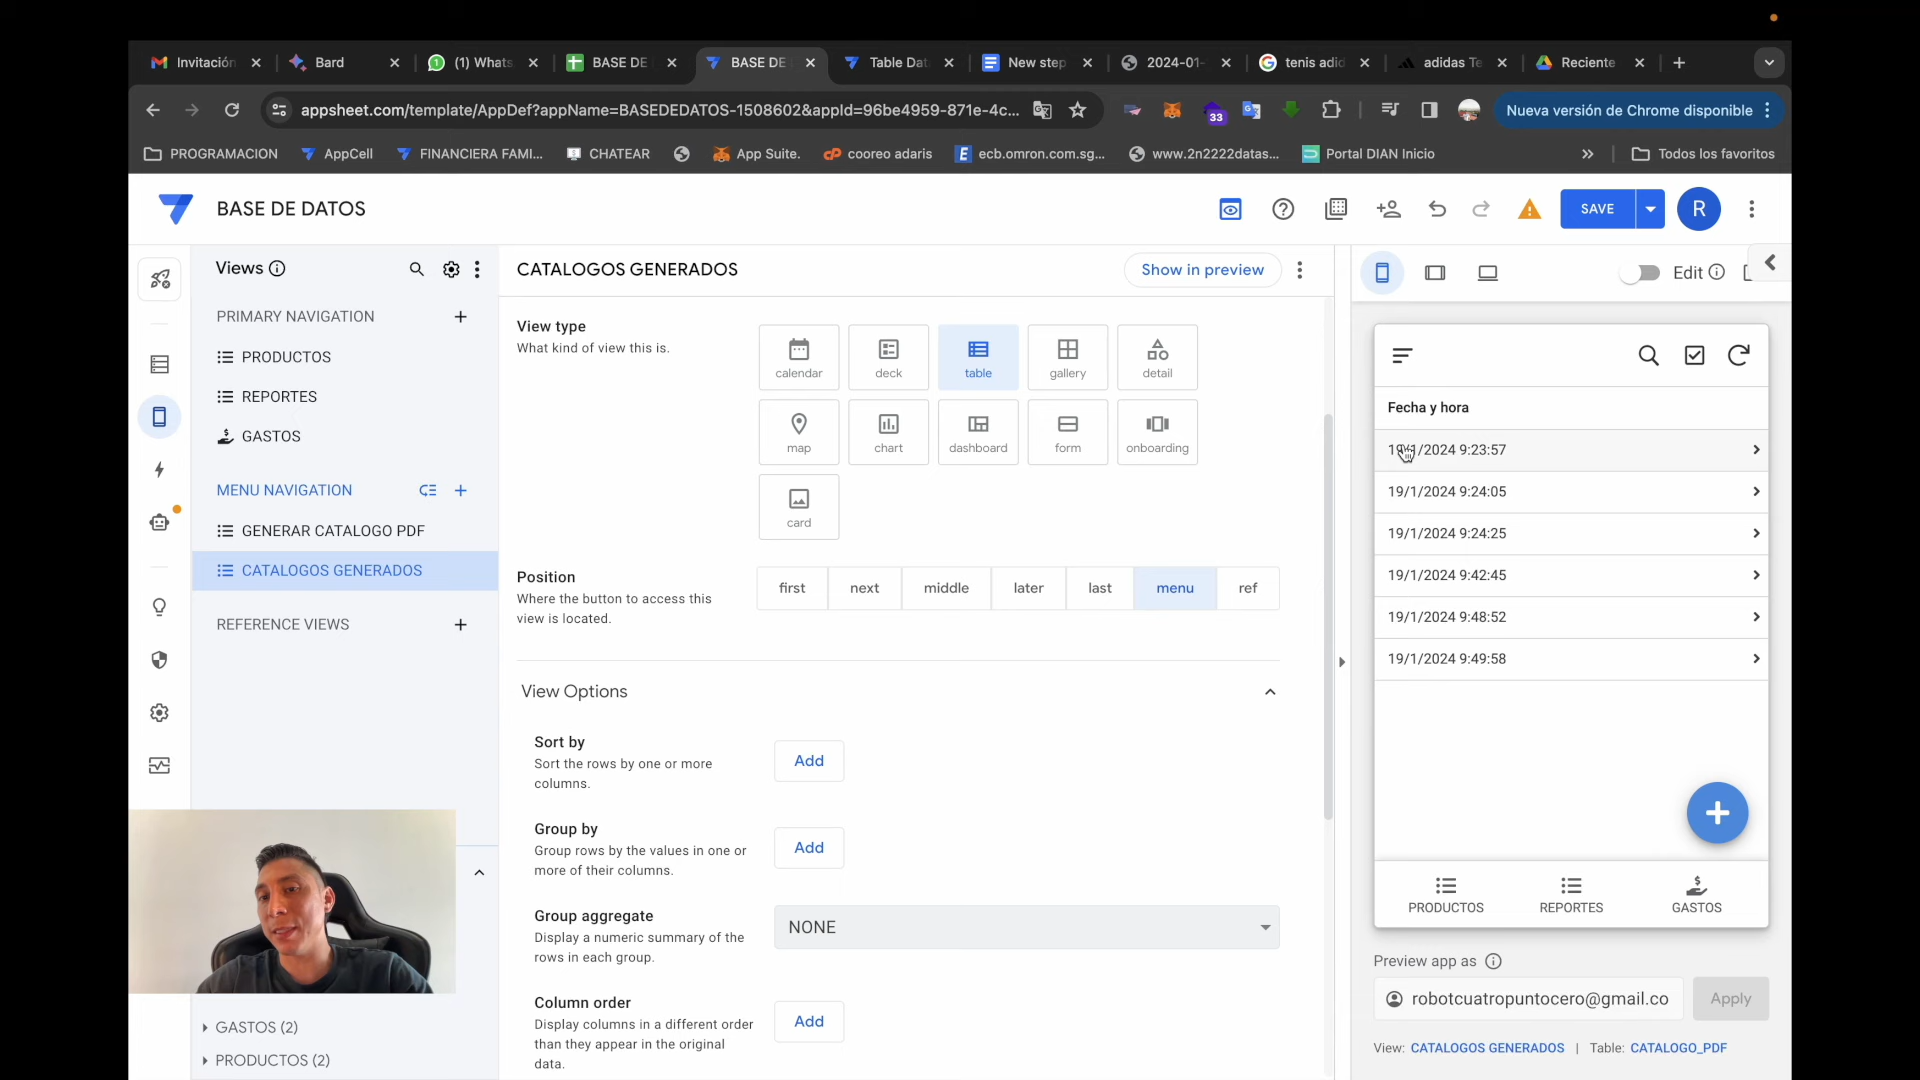 Invitación
Bard
(1) Whats
BASE DE
BASE DE
Table Dat
New step
2024-01-
tenis adid
adidas Te
Reciente
appsheet.com/template/AppDef?appName=BASEDEDATOS-1508602&appId=96be4959-871e-4c...
33
Nueva versión de Chrome disponible
PROGRAMACION
AppCell
FINANCIERA FAMI...
CHATEAR
App Suite.
cooreo adaris
ecb.omron.com.sg...
www.2n2222datas...
Portal DIAN Inicio
»
Todos los favoritos
BASE DE DATOS
SAVE
R
Views
CATALOGOS GENERADOS
Show in preview
Edit
PRIMARY NAVIGATION
PRODUCTOS
REPORTES
GASTOS
MENU NAVIGATION
GENERAR CATALOGO PDF
CATALOGOS GENERADOS
REFERENCE VIEWS
GASTOS (2)
PRODUCTOS (2)
View type
What kind of view this is.
calendar
deck
table
gallery
detail
map
chart
dashboard
form
onboarding
card
Position
Where the button to access this
view is located.
first
next
middle
later
last
menu
ref
View Options
Sort by
Sort the rows by one or more
columns.
Add
Group by
Group rows by the values in one or
more of their columns.
Add
Group aggregate
Display a numeric summary of the
rows in each group.
NONE
Column order
Display columns in a different order
than they appear in the original
data.
Add
Fecha y hora
19/1/2024 9:23:57
19/1/2024 9:24:05
19/1/2024 9:24:25
19/1/2024 9:42:45
19/1/2024 9:48:52
19/1/2024 9:49:58
PRODUCTOS
REPORTES
GASTOS
Preview app as
robotcuatropuntocero@gmail.co
Apply
View: CATALOGOS GENERADOS | Table: CATALOGO_PDF